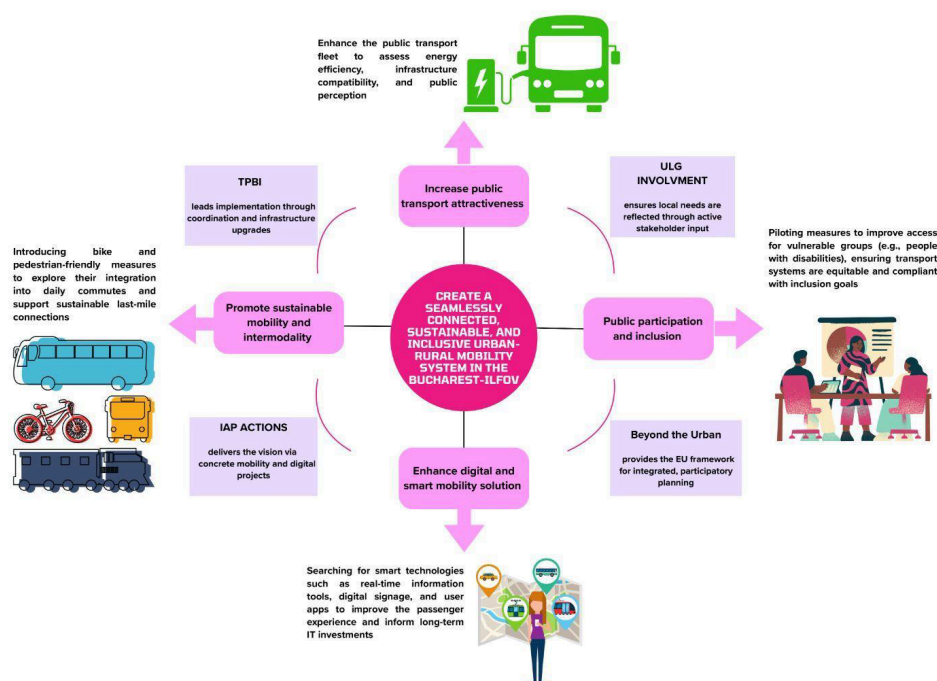 Enhance the public transport
fleet to assess energy
efficiency, infrastructure
compatibility, and public
perception
TPBI
leads implementation through
coordination and infrastructure
upgrades
Increase public
transport attractiveness
ULG
INVOLVMENT
ensures local needs are
reflected through active
stakeholder input
Introducing bike and
pedestrian-friendly measures
to explore their integration
into daily commutes and
support sustainable last-mile
connections
Promote sustainable
mobility and
intermodality
CREATE A
SEAMLESSLY
CONNECTED,
SUSTAINABLE, AND
INCLUSIVE URBAN-
RURAL MOBILITY
SYSTEM IN THE
BUCHAREST-ILFOV
Public participation
and inclusion
Piloting measures to improve access
for vulnerable groups (e.g., people
with disabilities), ensuring transport
systems are equitable and compliant
with inclusion goals
IAP ACTIONS
delivers the vision via
concrete mobility and digital
projects
Enhance digital and
smart mobility solution
Beyond the Urban
provides the EU framework
for integrated, participatory
planning
Searching for smart technologies
such as real-time information
tools, digital signage, and user
apps to improve the passenger
experience and inform long-term
IT investments